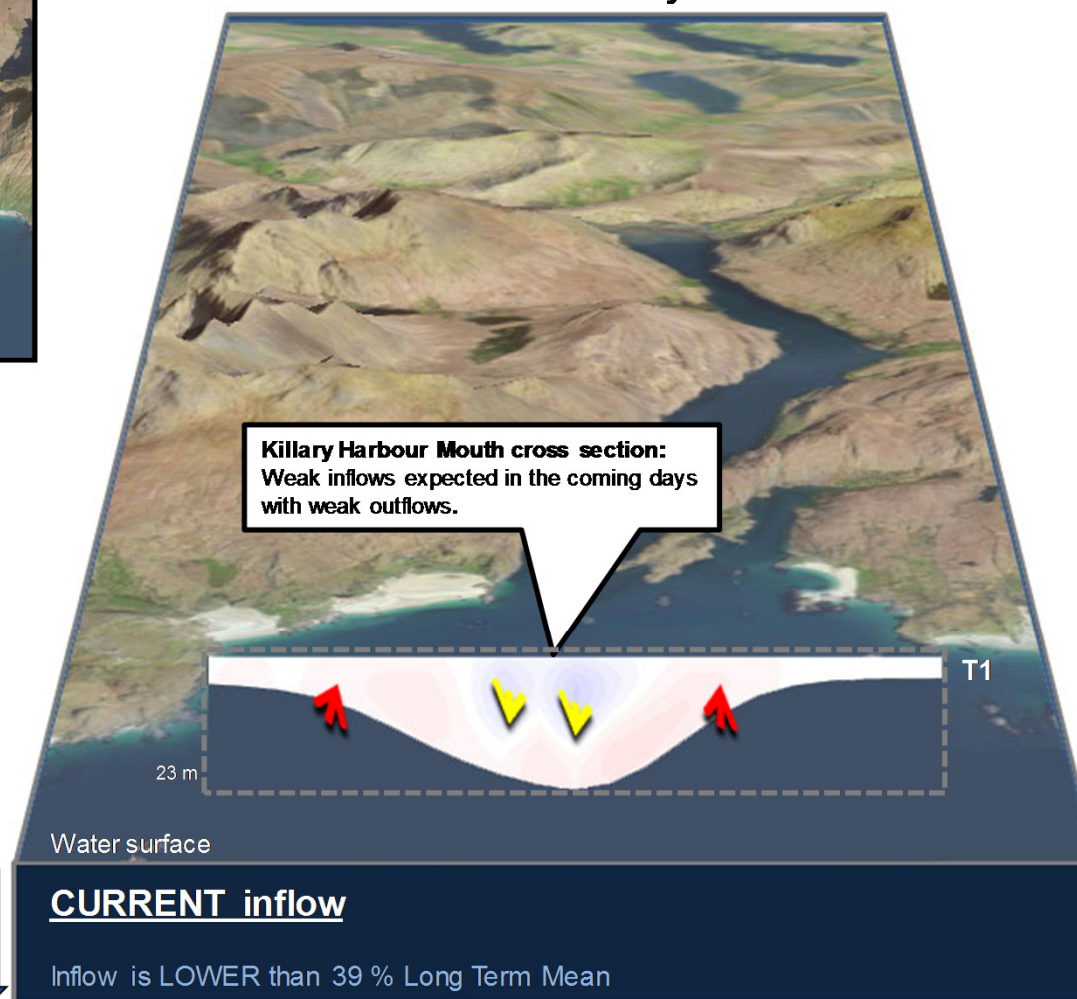 Killary Harbour Mouth cross section:
Weak inflows expected in the coming days
with weak outflows.
T1
23 m
Water surface
CURRENT inflow
Inflow is LOWER than 39 % Long Term Mean